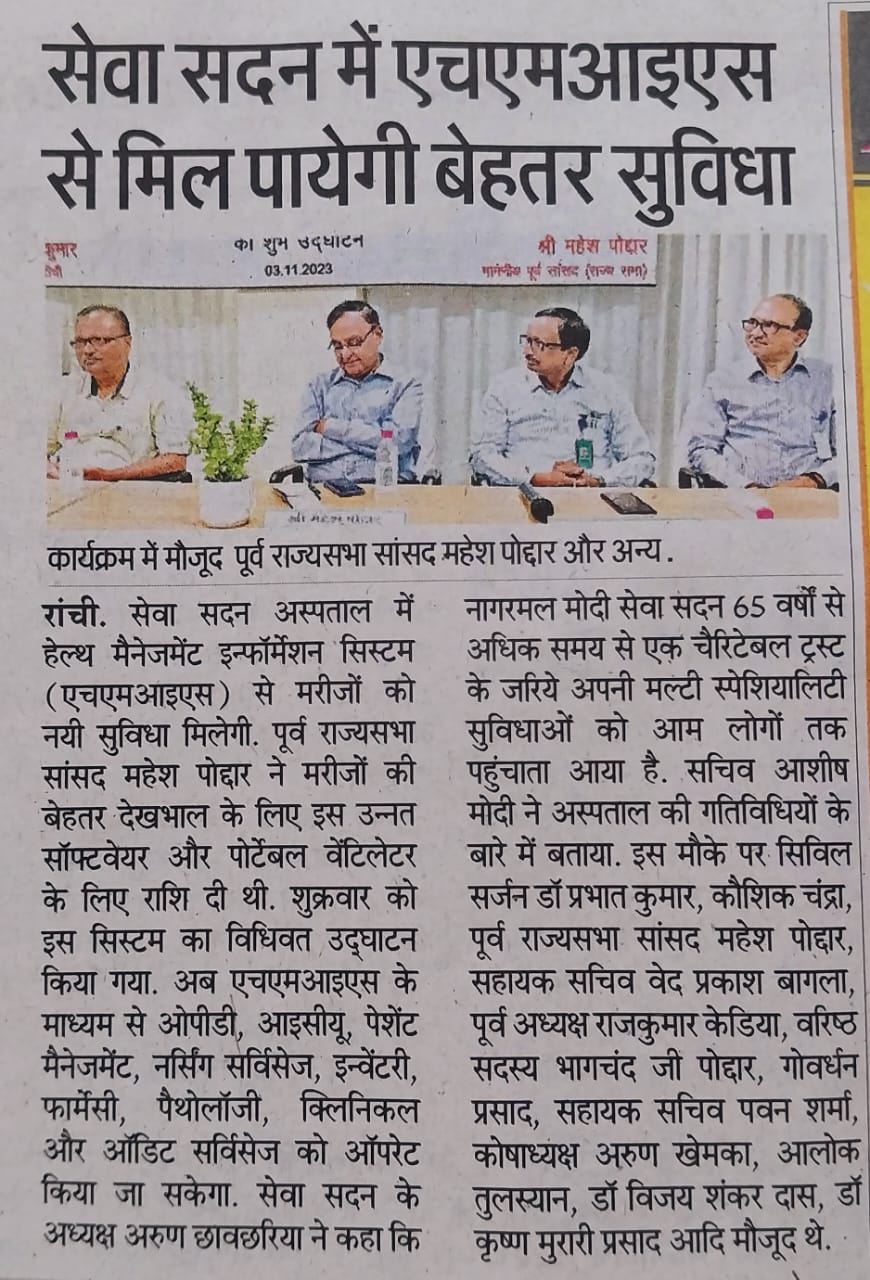 सेवा सदन में एचएमआइएस
से मिल पायेगी बेहतर सुविधा
कुमार
का शुभ उद्घाटन
03.11.2023
श्री महेश पोद्दार
माननीय पूर्व सांसद (राज्य सभा)
कार्यक्रम में मौजूद पूर्व राज्यसभा सांसद महेश पोद्दार और अन्य.
रांची. सेवा सदन अस्पताल में
हेल्थ मैनेजमेंट इन्फॉर्मेशन सिस्टम
(एचएमआइएस) से मरीजों को
नयी सुविधा मिलेगी. पूर्व राज्यसभा
सांसद महेश पोद्दार ने मरीजों की
बेहतर देखभाल के लिए इस उन्नत
सॉफ्टवेयर और पोर्टेबल वेंटिलेटर
के लिए राशि दी थी. शुक्रवार को
इस सिस्टम का विधिवत उद्घाटन
किया गया. अब एचएमआइएस के
माध्यम से ओपीडी, आइसीयू, पेशेंट
मैनेजमेंट, नर्सिंग सर्विसेज, इन्वेंटरी,
फार्मेसी, पैथोलॉजी, क्लिनिकल
और ऑडिट सर्विसेज को ऑपरेट
किया जा सकेगा. सेवा सदन के
अध्यक्ष अरुण छावछरिया ने कहा कि
नागरमल मोदी सेवा सदन 65 वर्षों से
अधिक समय से एक चैरिटेबल ट्रस्ट
के जरिये अपनी मल्टी स्पेशियालिटी
सुविधाओं को आम लोगों तक
पहुंचाता आया है. सचिव आशीष
मोदी ने अस्पताल की गतिविधियों के
बारे में बताया. इस मौके पर सिविल
सर्जन डॉ प्रभात कुमार, कौशिक चंद्रा,
पूर्व राज्यसभा सांसद महेश पोद्दार,
सहायक सचिव वेद प्रकाश बागला,
पूर्व अध्यक्ष राजकुमार केडिया, वरिष्ठ
सदस्य भागचंद जी पोद्दार, गोवर्धन
प्रसाद, सहायक सचिव पवन शर्मा,
कोषाध्यक्ष अरुण खेमका, आलोक
तुलस्यान, डॉ विजय शंकर दास, डॉ
कृष्ण मुरारी प्रसाद आदि मौजूद थे.